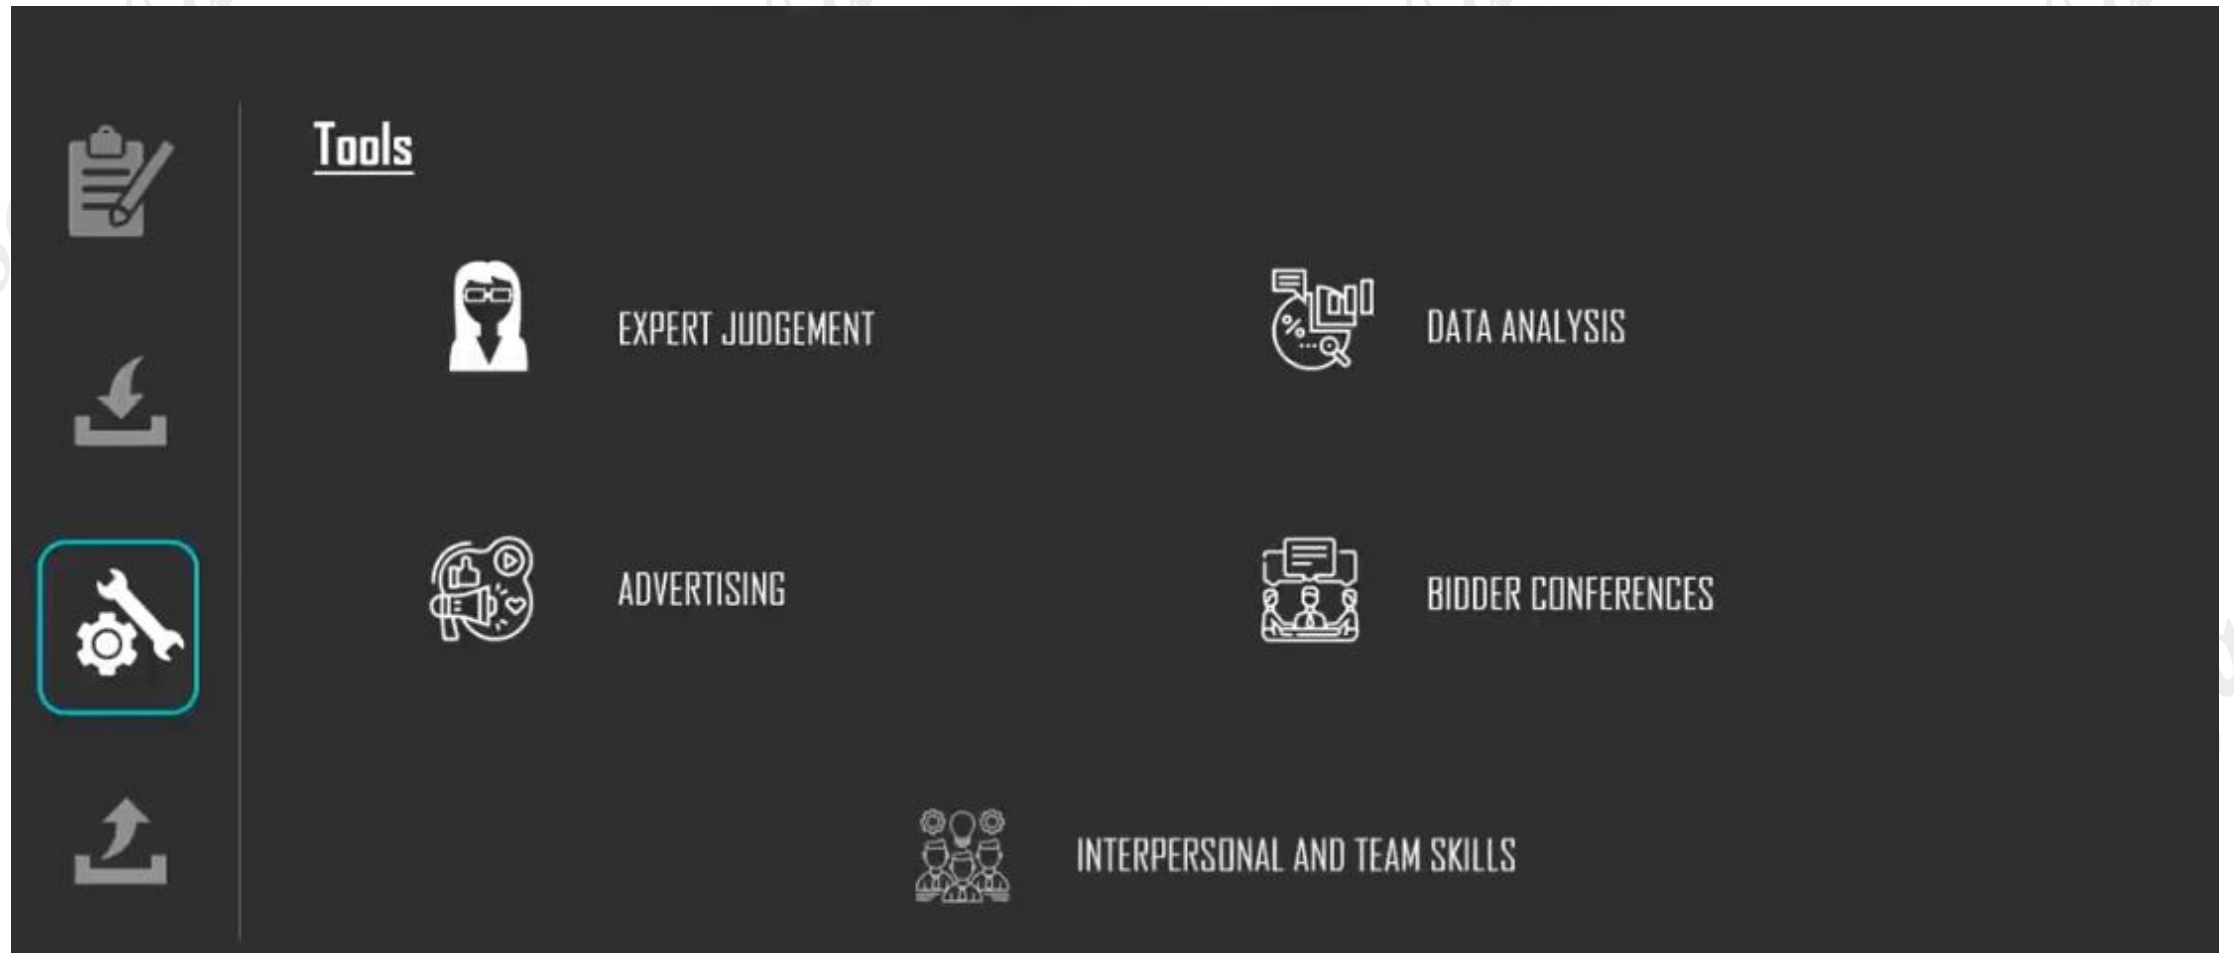 Tools
EXPERT JUDGEMENT
DATA ANALYSIS
ADVERTISING
BIDDER CONFERENCES
INTERPERSONAL AND TEAM SKILLS